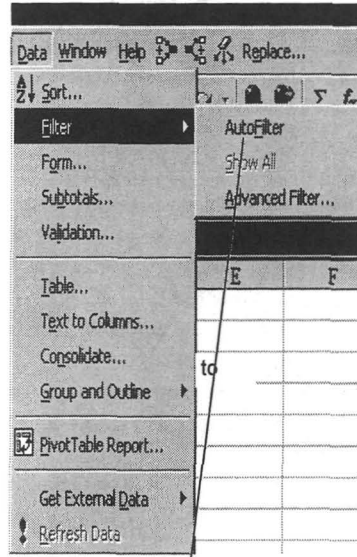 Data Window Help Replace...
Sort...
Filter AutoFilter
Form... Show All
Subtotals... Advanced Filter...
Validation...
Table... E F
Text to Columns...
Consolidate... to
Group and Outline
PivotTable Report...
Get External Data
Refresh Data